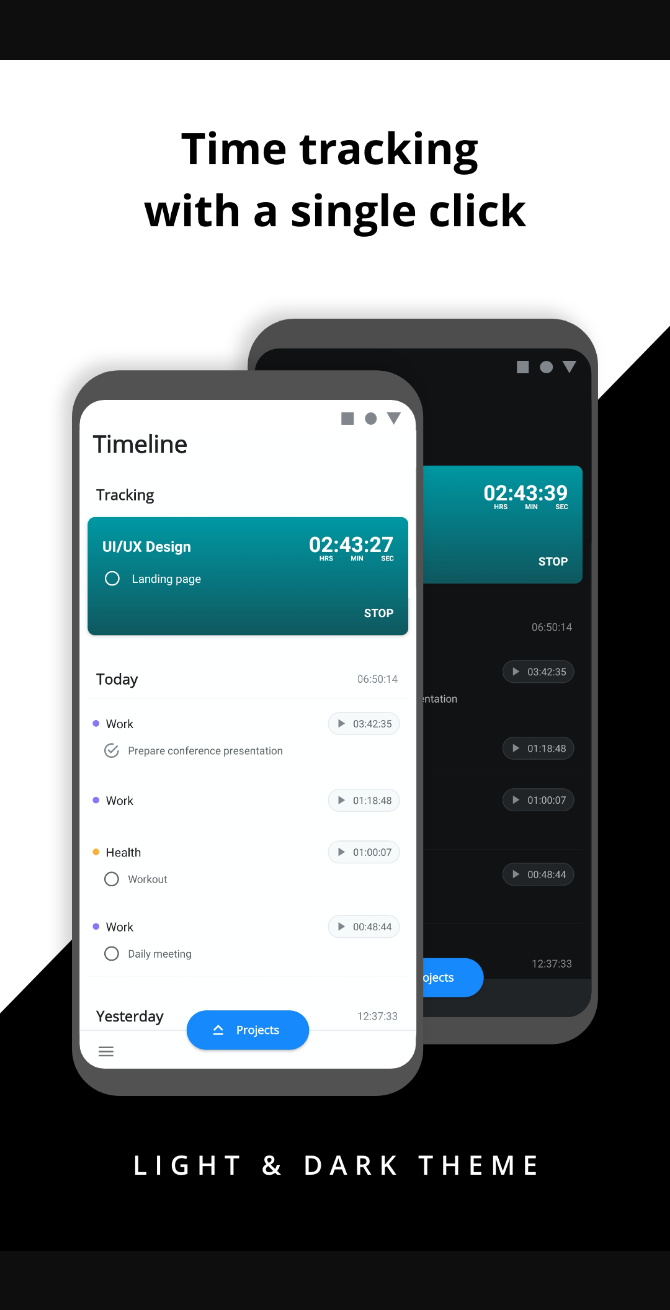 Time tracking
with a single click
Timeline
Tracking
UI/UX Design 02:43:27
HRS MIN SEC
Landing page
STOP
Today 06:50:14
Work 03:42:35
Prepare conference presentation
Work 01:18:48
Health 01:00:07
Workout
Work 00:48:44
Daily meeting
Yesterday 12:37:33
Projects
02:43:39
HRS MIN SEC
STOP
06:50:14
03:42:35
entation
01:18:48
01:00:07
00:48:44
12:37:33
ojects
LIGHT & DARK THEME